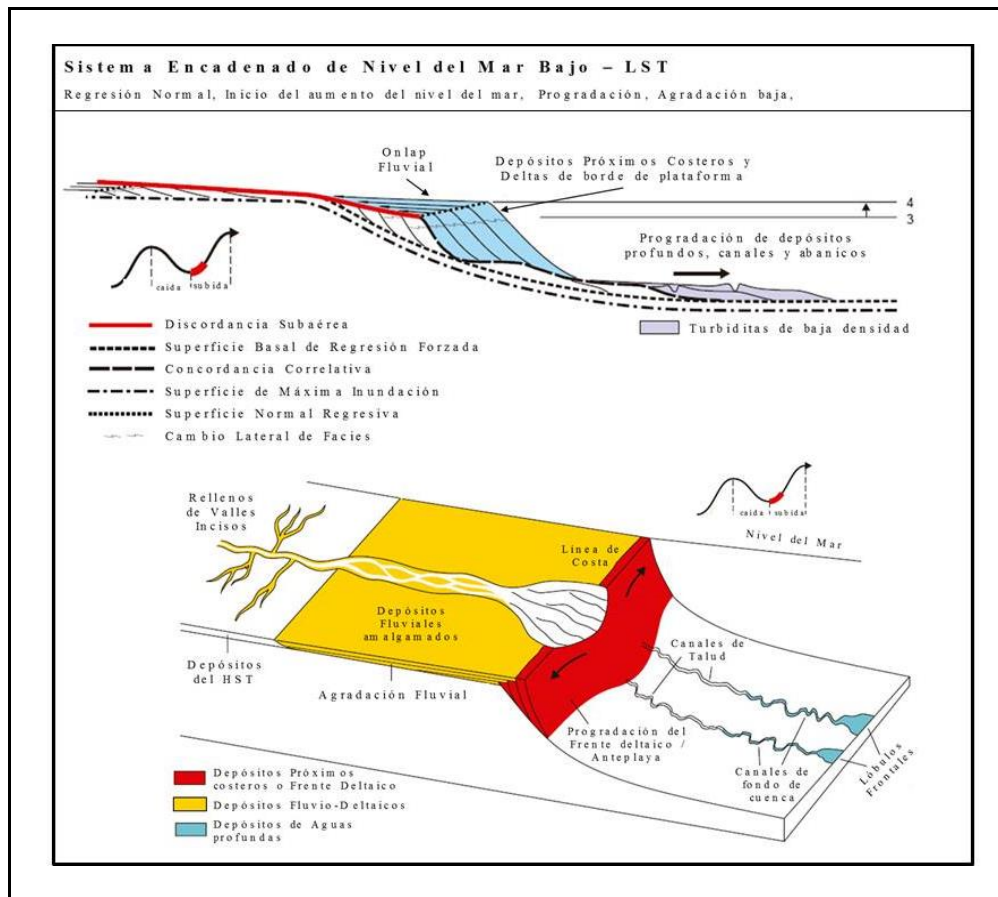 Sistema Encadenado de Nivel del Mar Bajo – LST
Regresión Normal, Inicio del aumento del nivel del mar, Progradación, Agradación baja,
Onlap
Fluvial
Depósitos Próximos Costeros y
Deltas de borde de plataforma
4
3
Progradación de depósitos
profundos, canales y abanicos
caida
subida
Discordancia Subaérea
Superficie Basal de Regresión Forzada
Concordancia Correlativa
Superficie de Máxima Inundación
Superficie Normal Regresiva
Cambio Lateral de Facies
Turbiditas de baja densidad
caida
subida
Nivel del Mar
Rellenos
de Valles
Incisos
Línea de
Costa
Depósitos
Fluviales
amalgamados
Canales de
Talud
Depósitos
del HST
Agradación Fluvial
Progradación del
Frente deltaico /
Anteplaya
Canales de
fondo de
cuenca
Lóbulos
Frontales
Depósitos Próximos
costeros o Frente Deltaico
Depósitos Fluvio-Deltaicos
Depósitos de Aguas
profundas